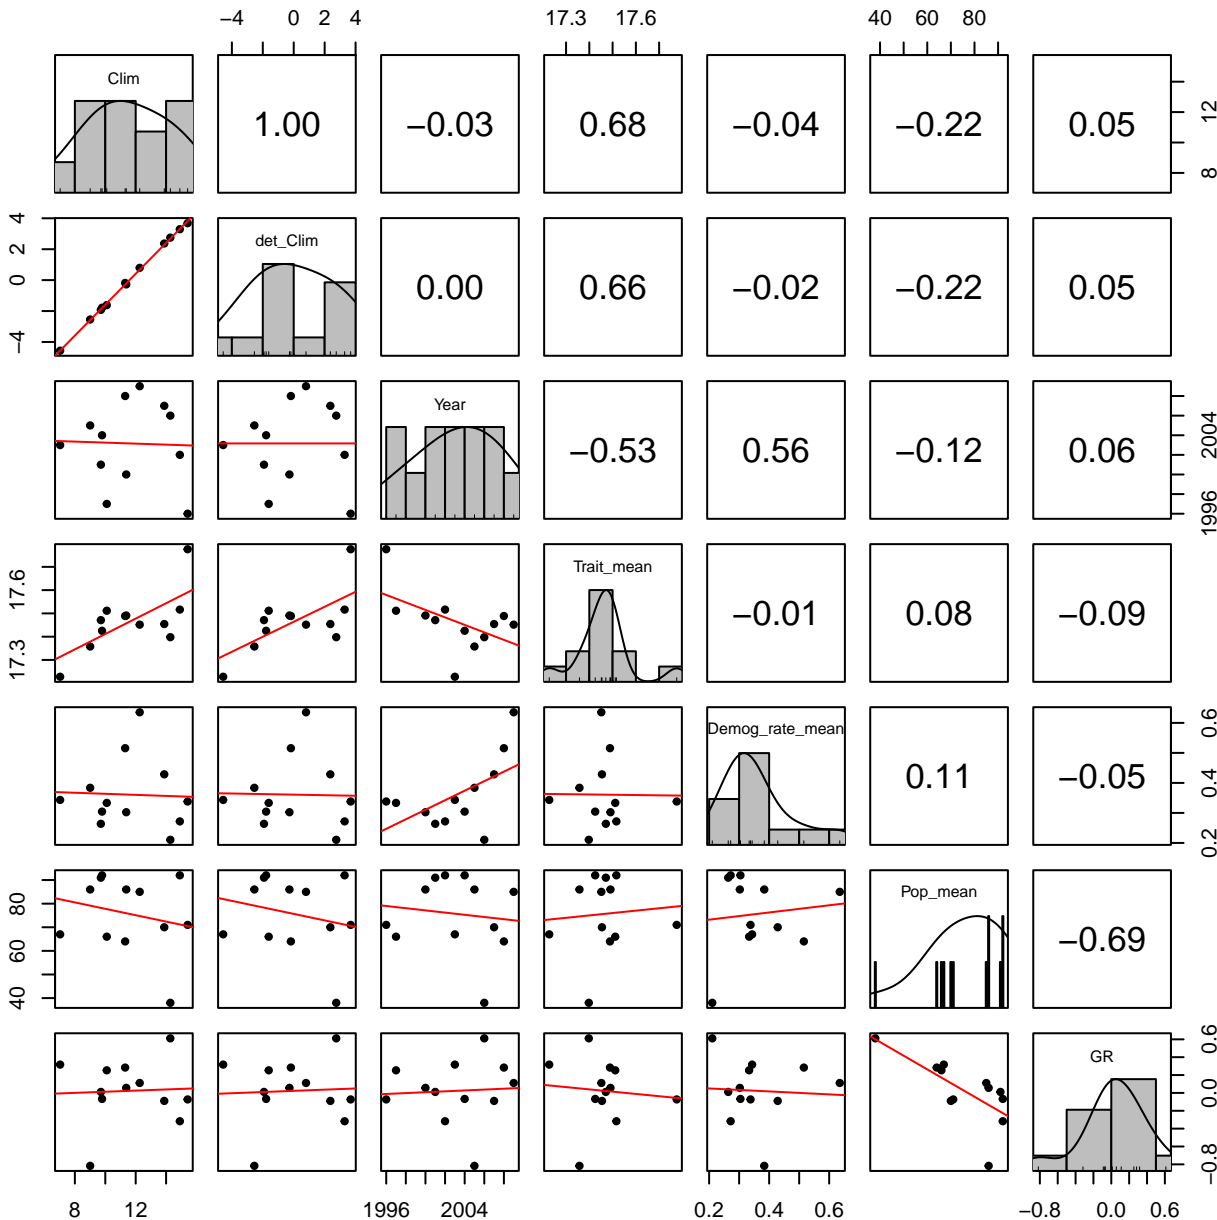 −4 0 2 4 17.3 17.6 40 60 80
Clim 1.00 −0.03 0.68 −0.04 −0.22 0.05 8 12
−4 0 2 4 det_Clim 0.00 0.66 −0.02 −0.22 0.05
Year −0.53 0.56 −0.12 0.06 1996 2004
17.3 17.6 Trait_mean −0.01 0.08 −0.09
Demog_rate_mean 0.11 −0.05 0.2 0.4 0.6
40 60 80 Pop_mean −0.69
GR −0.8 0.0 0.6
8 12 1996 2004 0.2 0.4 0.6 −0.8 0.0 0.6